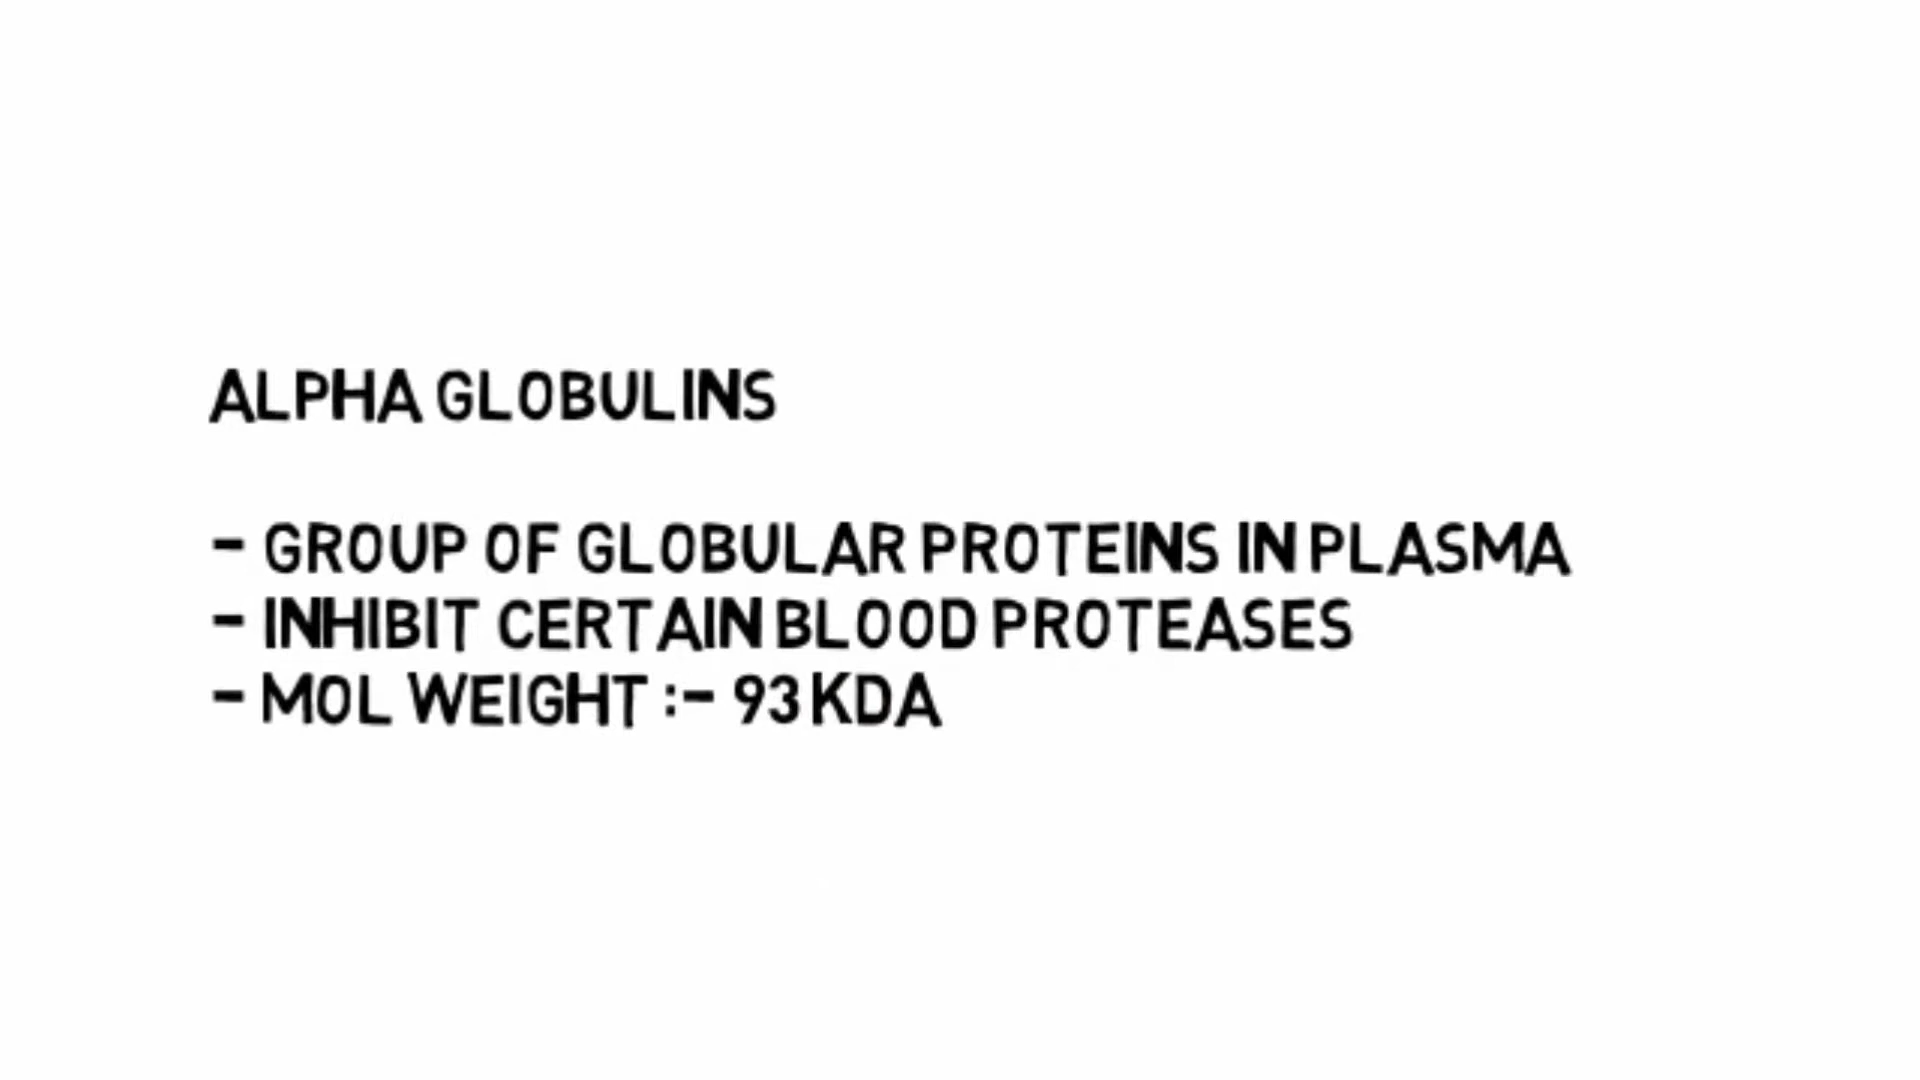 ALPHA GLOBULINS
- GROUP OF GLOBULAR PROTEINS IN PLASMA
- INHIBIT CERTAIN BLOOD PROTEASES
- MOL WEIGHT :- 93 KDA